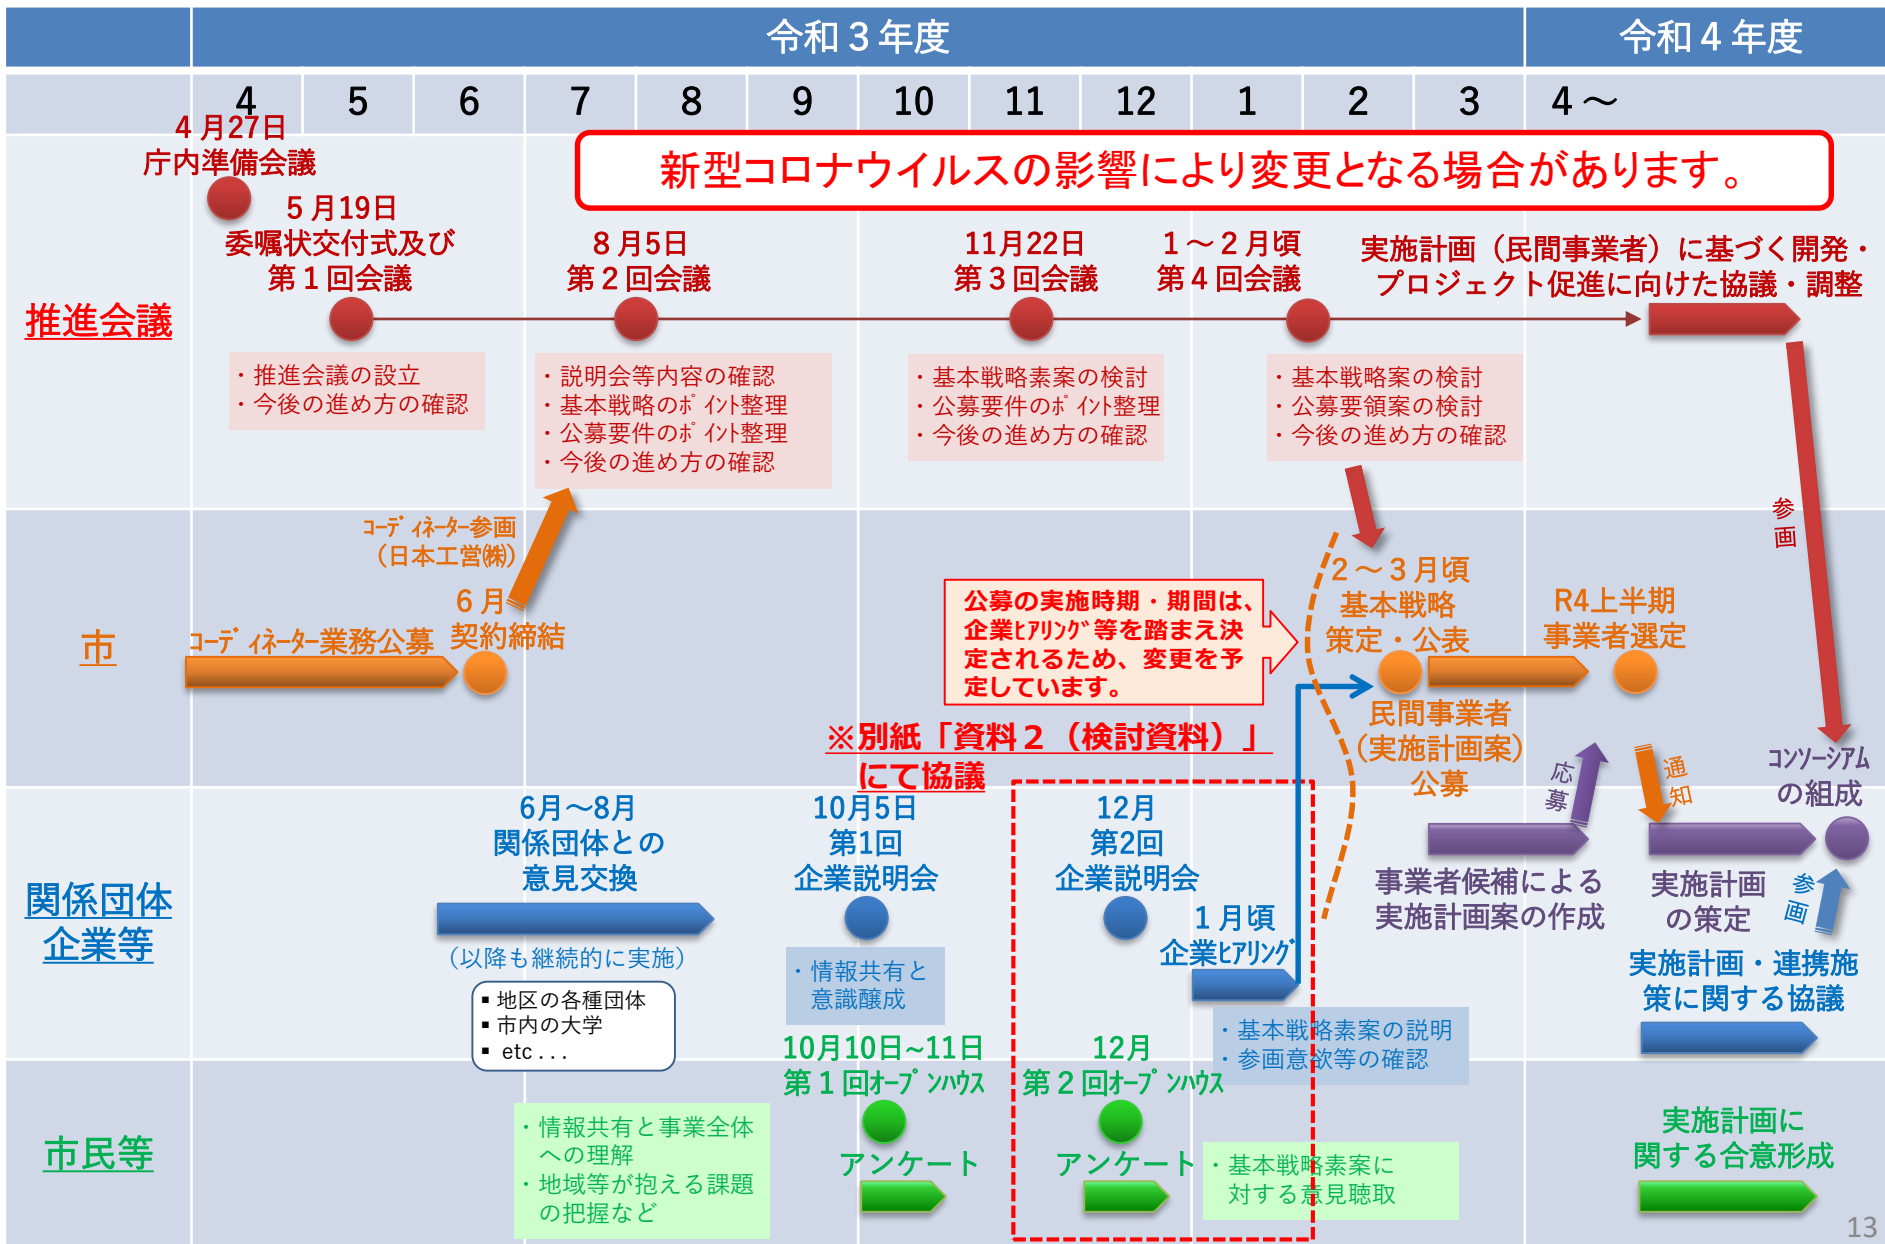 令和３年度
令和４年度
4 5 6 7 8 9 10 11 12 1 2 3 4～
新型コロナウイルスの影響により変更となる場合があります。
推進会議
４月27日
庁内準備会議
５月19日
委嘱状交付式及び
第１回会議
８月5日
第２回会議
11月22日
第３回会議
１～２月頃
第４回会議
実施計画（民間事業者）に基づく開発・
プロジェクト促進に向けた協議・調整
・推進会議の設立
・今後の進め方の確認
・説明会等内容の確認
・基本戦略のﾎﾟｲﾝﾄ整理
・公募要件のﾎﾟｲﾝﾄ整理
・今後の進め方の確認
・基本戦略素案の検討
・公募要件のﾎﾟｲﾝﾄ整理
・今後の進め方の確認
・基本戦略案の検討
・公募要領案の検討
・今後の進め方の確認
参
画
市
ｺｰﾃﾞｨﾈｰﾀｰ参画
（日本工営㈱）
ｺｰﾃﾞｨﾈｰﾀｰ業務公募
６月
契約締結
公募の実施時期・期間は、
企業ﾋｱﾘﾝｸﾞ等を踏まえ決
定されるため、変更を予
定しています。
２～３月頃
基本戦略
策定・公表
民間事業者
（実施計画案）
公募
R4上半期
事業者選定
※別紙「資料２（検討資料）」
にて協議
応
募
通
知
ｺﾝｿｰｼｱﾑ
の組成
関係団体
企業等
6月～8月
関係団体との
意見交換
（以降も継続的に実施）
▪ 地区の各種団体
▪ 市内の大学
▪ etc . . .
10月5日
第1回
企業説明会
・情報共有と
意識醸成
12月
第2回
企業説明会
１月頃
企業ﾋｱﾘﾝｸﾞ
・基本戦略素案の説明
・参画意欲等の確認
事業者候補による
実施計画案の作成
実施計画
の策定
参
画
実施計画・連携施
策に関する協議
市民等
・情報共有と事業全体
への理解
・地域等が抱える課題
の把握など
10月10日~11日
第１回ｵｰﾌﾟﾝﾊｳｽ
アンケート
12月
第２回ｵｰﾌﾟﾝﾊｳｽ
アンケート
・基本戦略素案に
対する意見聴取
実施計画に
関する合意形成
13